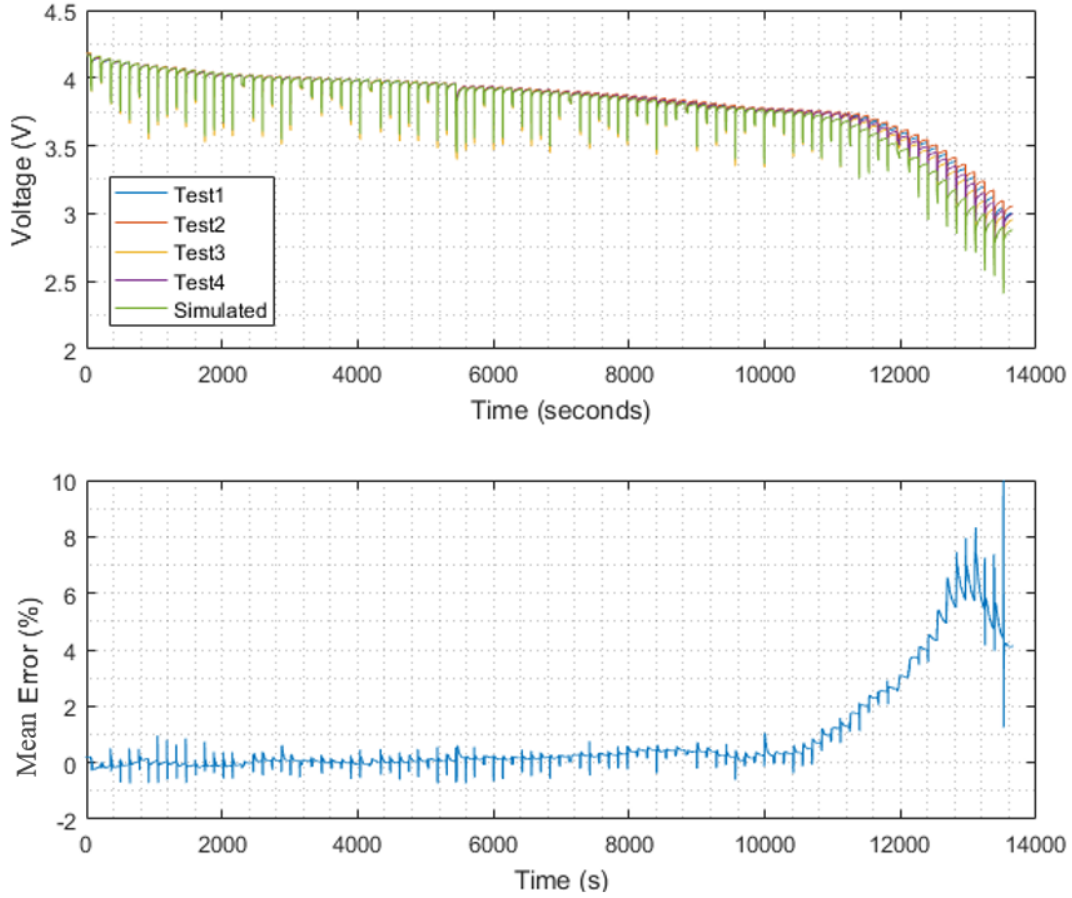 4.5
4
3.5
3
2.5
2
Voltage (V)
Test1
Test2
Test3
Test4
Simulated
0 2000 4000 6000 8000 10000 12000 14000
Time (seconds)
10
8
6
4
2
0
-2
Mean Error (%)
0 2000 4000 6000 8000 10000 12000 14000
Time (s)